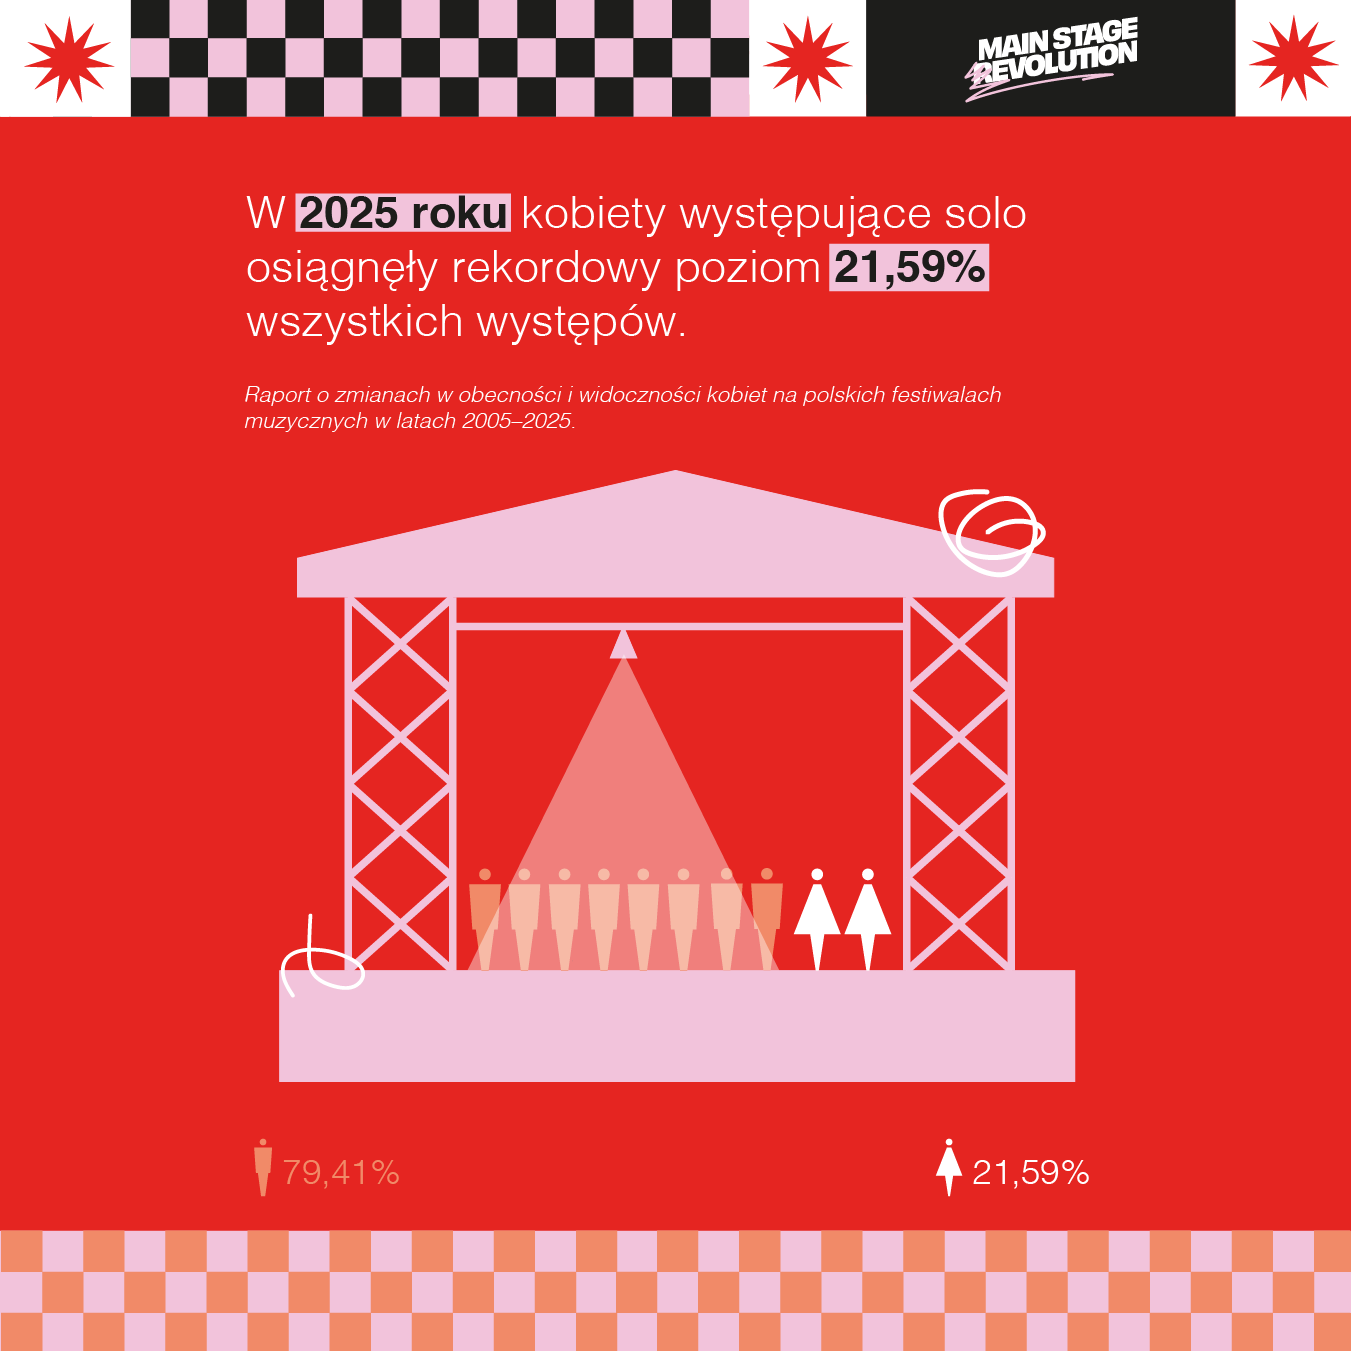 MAIN STAGE
REVOLUTION
W 2025 roku kobiety występujące solo
osiągnęły rekordowy poziom 21,59%
wszystkich występów.
Raport o zmianach w obecności i widoczności kobiet na polskich festiwalach
muzycznych w latach 2005–2025.
79,41%
21,59%